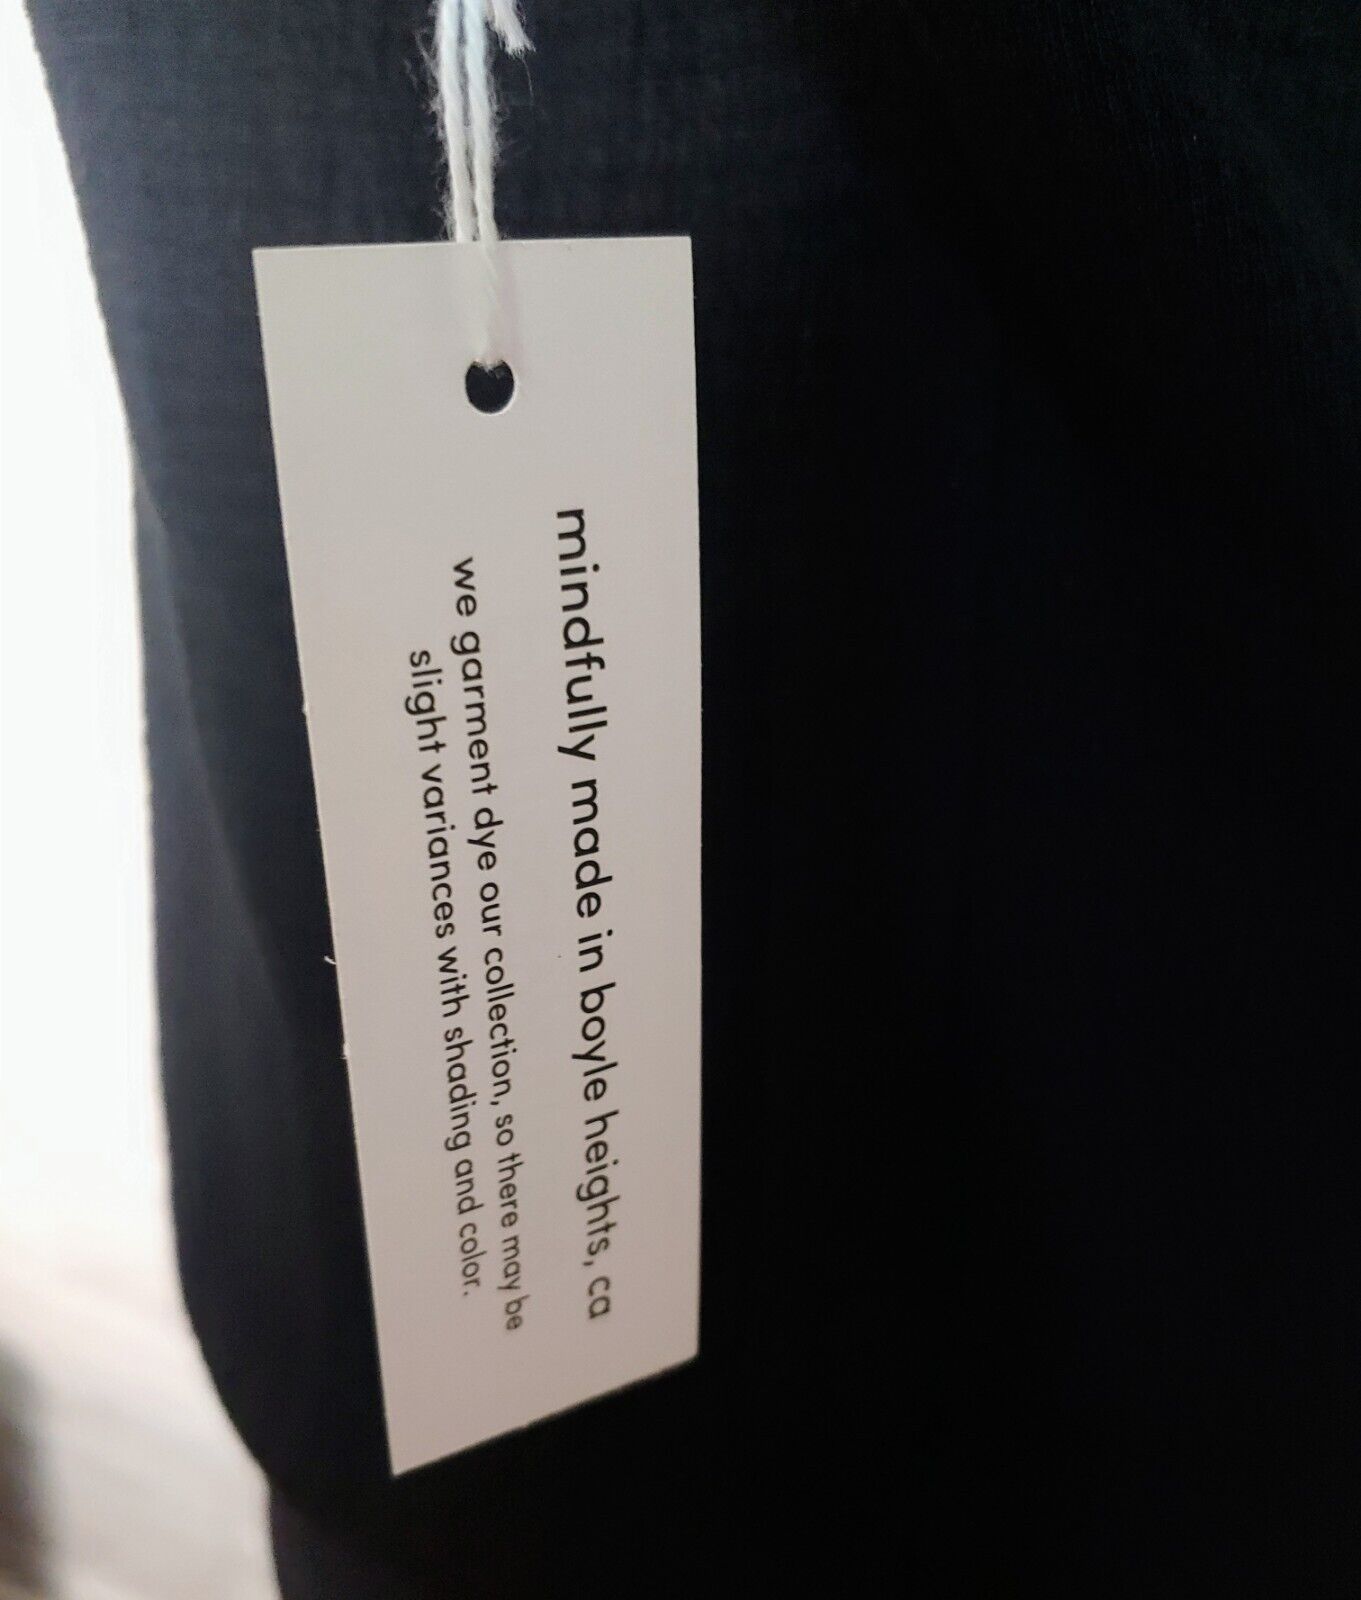 mindfully made in boyle heights, ca
we garment dye our collection, so there may be
slight variances with shading and color.